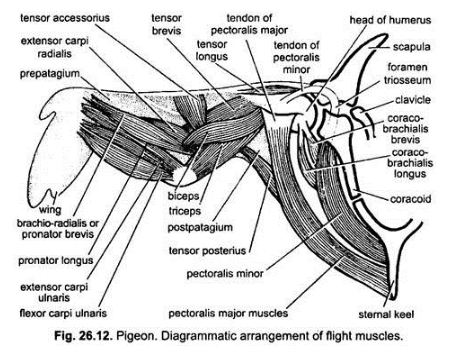 tensor accessorius
extensor carpi
radialis
prepatagium
tensor
brevis
tensor
longus
tendon of
pectoralis major
tendon of
pectoralis
minor
head of humerus
scapula
foramen
triosseum
clavicle
coraco-
brachialis
brevis
coraco-
brachialis
longus
coracoid
wing
brachio-radialis or
pronator brevis
pronator longus
extensor carpi
ulnaris
flexor carpi ulnaris
biceps
triceps
postpatagium
tensor posterius
pectoralis minor
pectoralis major muscles
sternal keel
Fig. 26.12. Pigeon. Diagrammatic arrangement of flight muscles.